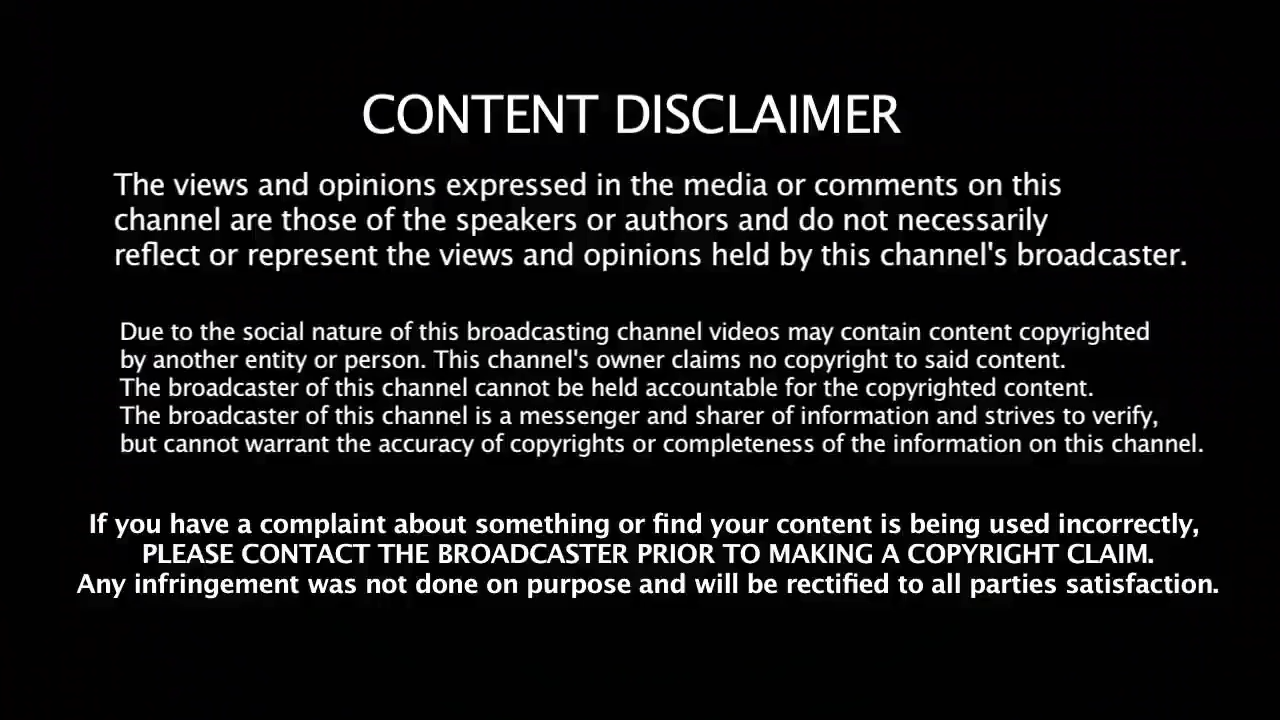 CONTENT DISCLAIMER
The views and opinions expressed in the media or comments on this
channel are those of the speakers or authors and do not necessarily
reflect or represent the views and opinions held by this channel's broadcaster.
Due to the social nature of this broadcasting channel videos may contain content copyrighted
by another entity or person. This channel's owner claims no copyright to said content.
The broadcaster of this channel cannot be held accountable for the copyrighted content.
The broadcaster of this channel is a messenger and sharer of information and strives to verify,
but cannot warrant the accuracy of copyrights or completeness of the information on this channel.
If you have a complaint about something or find your content is being used incorrectly,
PLEASE CONTACT THE BROADCASTER PRIOR TO MAKING A COPYRIGHT CLAIM.
Any infringement was not done on purpose and will be rectified to all parties satisfaction.